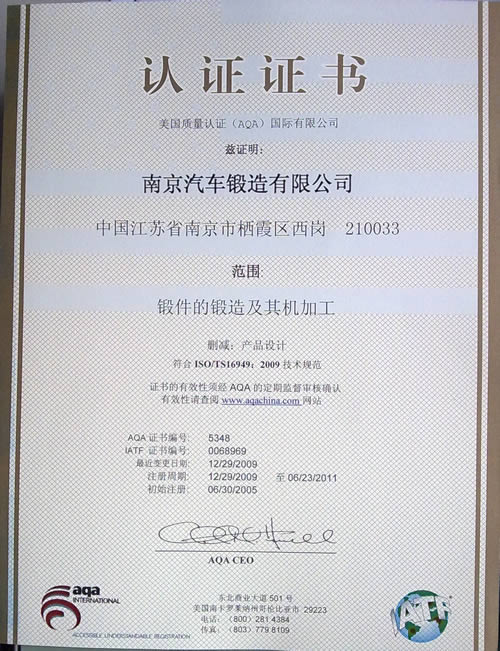 认证证书
美国质量认证（AQA）国际有限公司
兹证明：
南京汽车锻造有限公司
中国江苏省南京市栖霞区西岗 210033
范围:
锻件的锻造及其机加工
删减：产品设计
符合 ISO/TS16949：2009 技术规范
证书的有效性须经 AQA 的定期监督审核确认
有效性请查阅 www.aqachina.com 网站
AQA 证书编号: 5348
IATF 证书编号: 0068969
最近变更日期: 12/29/2009
注册周期: 12/29/2009 至 06/23/2011
初始注册: 06/30/2005
AQA CEO
aqa
INTERNATIONAL
ACCESSIBLE, UNDERSTANDABLE, REGISTRATION
东北商业大道 501 号
美国南卡罗莱纳州哥伦比亚市 29223
电话: （800）281 4384
传真: （803）779 8109
IATF